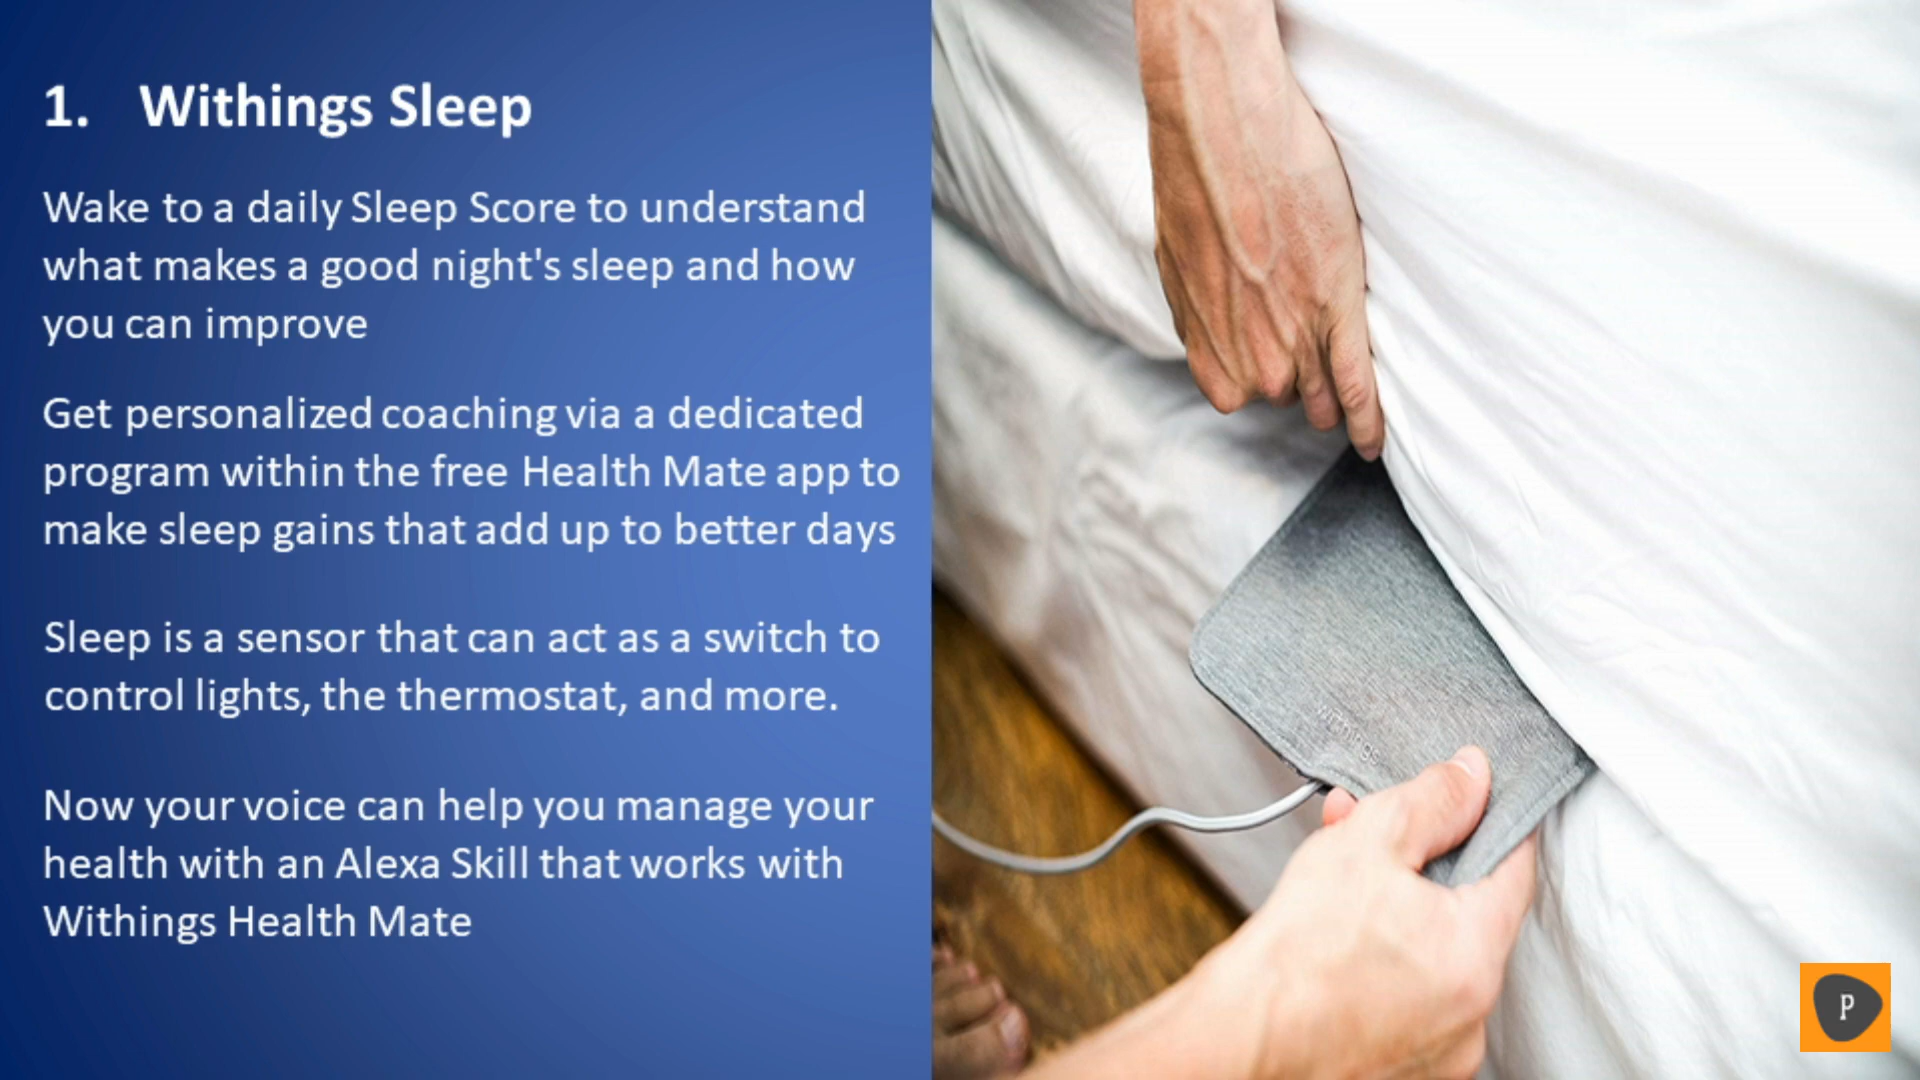 1. Withings Sleep
Wake to a daily Sleep Score to understand
what makes a good night's sleep and how
you can improve
Get personalized coaching via a dedicated
program within the free Health Mate app to
make sleep gains that add up to better days
Sleep is a sensor that can act as a switch to
control lights, the thermostat, and more.
Now your voice can help you manage your
health with an Alexa Skill that works with
Withings Health Mate
WITHINGS
P